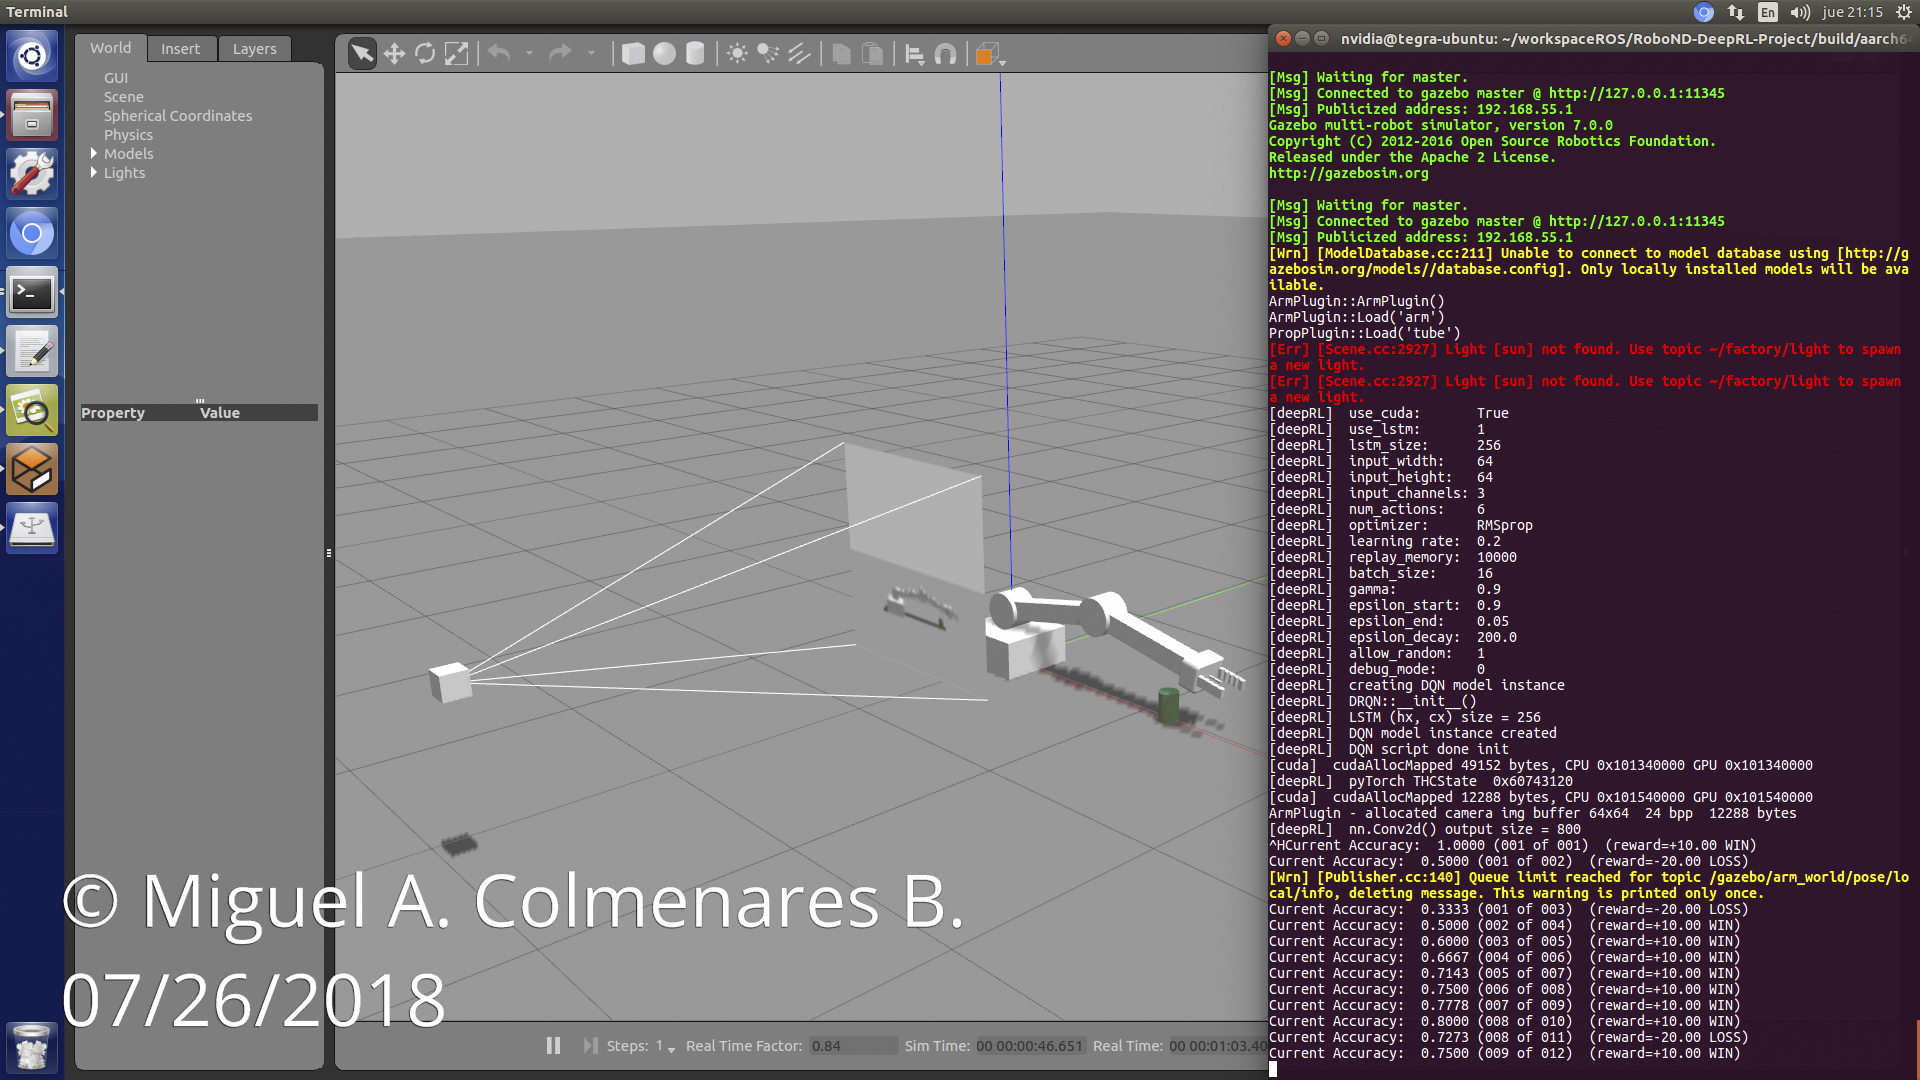 Terminal
En
jue 21:15
World Insert Layers
GUI
Scene
Spherical Coordinates
Physics
Models
Lights
Property Value
nvidia@tegra-ubuntu: ~/workspaceROS/RoboND-DeepRL-Project/build/aarch6
[Msg] Waiting for master.
[Msg] Connected to gazebo master @ http://127.0.0.1:11345
[Msg] Publicized address: 192.168.55.1
Gazebo multi-robot simulator, version 7.0.0
Copyright (C) 2012-2016 Open Source Robotics Foundation.
Released under the Apache 2 License.
http://gazebosim.org
[Msg] Waiting for master.
[Msg] Connected to gazebo master @ http://127.0.0.1:11345
[Msg] Publicized address: 192.168.55.1
[Wrn] [ModelDatabase.cc:211] Unable to connect to model database using [http://g
azebosim.org/models//database.config]. Only locally installed models will be ava
ilable.
ArmPlugin::ArmPlugin()
ArmPlugin::Load('arm')
PropPlugin::Load('tube')
[Err] [Scene.cc:2927] Light [sun] not found. Use topic ~/factory/light to spawn
a new light.
[Err] [Scene.cc:2927] Light [sun] not found. Use topic ~/factory/light to spawn
a new light.
[deepRL] use_cuda: True
[deepRL] use_lstm: 1
[deepRL] lstm_size: 256
[deepRL] input_width: 64
[deepRL] input_height: 64
[deepRL] input_channels: 3
[deepRL] num_actions: 6
[deepRL] optimizer: RMSprop
[deepRL] learning rate: 0.2
[deepRL] replay_memory: 10000
[deepRL] batch_size: 16
[deepRL] gamma: 0.9
[deepRL] epsilon_start: 0.9
[deepRL] epsilon_end: 0.05
[deepRL] epsilon_decay: 200.0
[deepRL] allow_random: 1
[deepRL] debug_mode: 0
[deepRL] creating DQN model instance
[deepRL] DRQN::__init__()
[deepRL] LSTM (hx, cx) size = 256
[deepRL] DQN model instance created
[deepRL] DQN script done init
[cuda] cudaAllocMapped 49152 bytes, CPU 0x101340000 GPU 0x101340000
[deepRL] pyTorch THCState 0x60743120
[cuda] cudaAllocMapped 12288 bytes, CPU 0x101540000 GPU 0x101540000
ArmPlugin - allocated camera img buffer 64x64 24 bpp 12288 bytes
[deepRL] nn.Conv2d() output size = 800
^HCurrent Accuracy: 1.0000 (001 of 001) (reward=+10.00 WIN)
Current Accuracy: 0.5000 (001 of 002) (reward=-20.00 LOSS)
[Wrn] [Publisher.cc:140] Queue limit reached for topic /gazebo/arm_world/pose/lo
cal/info, deleting message. This warning is printed only once.
Current Accuracy: 0.3333 (001 of 003) (reward=-20.00 LOSS)
Current Accuracy: 0.5000 (002 of 004) (reward=+10.00 WIN)
Current Accuracy: 0.6000 (003 of 005) (reward=+10.00 WIN)
Current Accuracy: 0.6667 (004 of 006) (reward=+10.00 WIN)
Current Accuracy: 0.7143 (005 of 007) (reward=+10.00 WIN)
Current Accuracy: 0.7500 (006 of 008) (reward=+10.00 WIN)
Current Accuracy: 0.7778 (007 of 009) (reward=+10.00 WIN)
Current Accuracy: 0.8000 (008 of 010) (reward=+10.00 WIN)
Current Accuracy: 0.7273 (008 of 011) (reward=-20.00 LOSS)
Current Accuracy: 0.7500 (009 of 012) (reward=+10.00 WIN)
© Miguel A. Colmenares B.
07/26/2018
Steps: 1 Real Time Factor: 0.84 Sim Time: 00 00:00:46.651 Real Time: 00 00:01:03.40